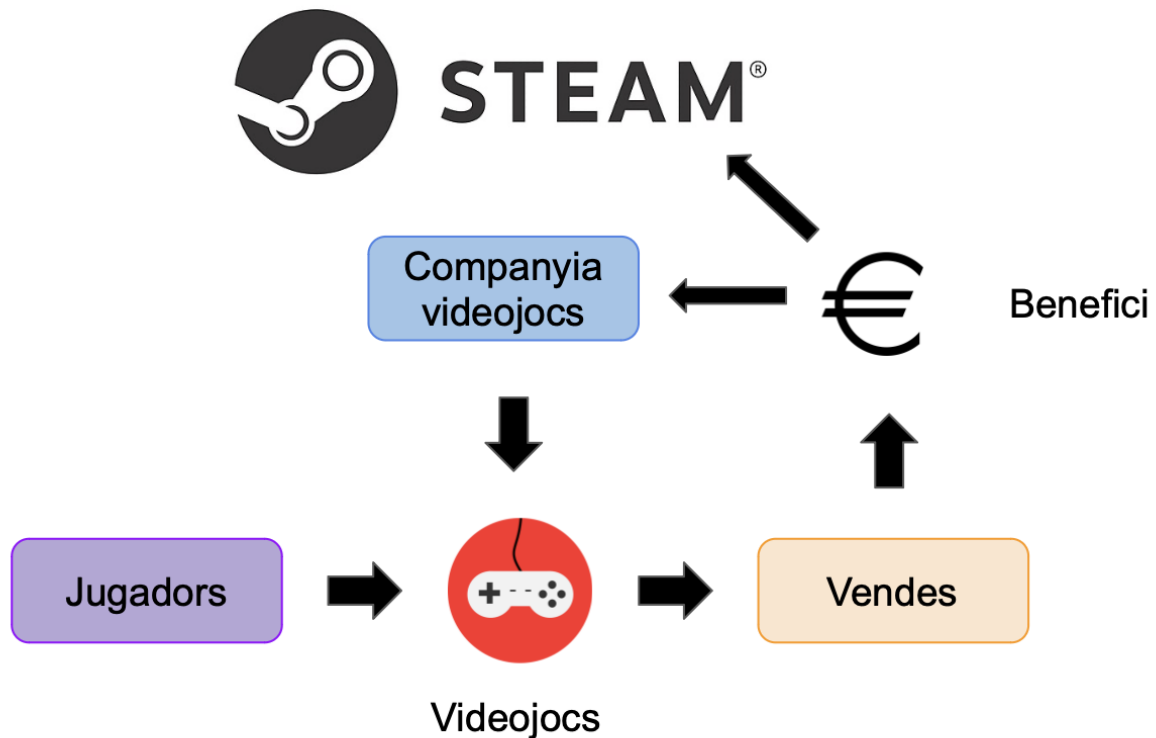 STEAM®
Companyia
videojocs
Benefici
Jugadors
Vendes
Videojocs